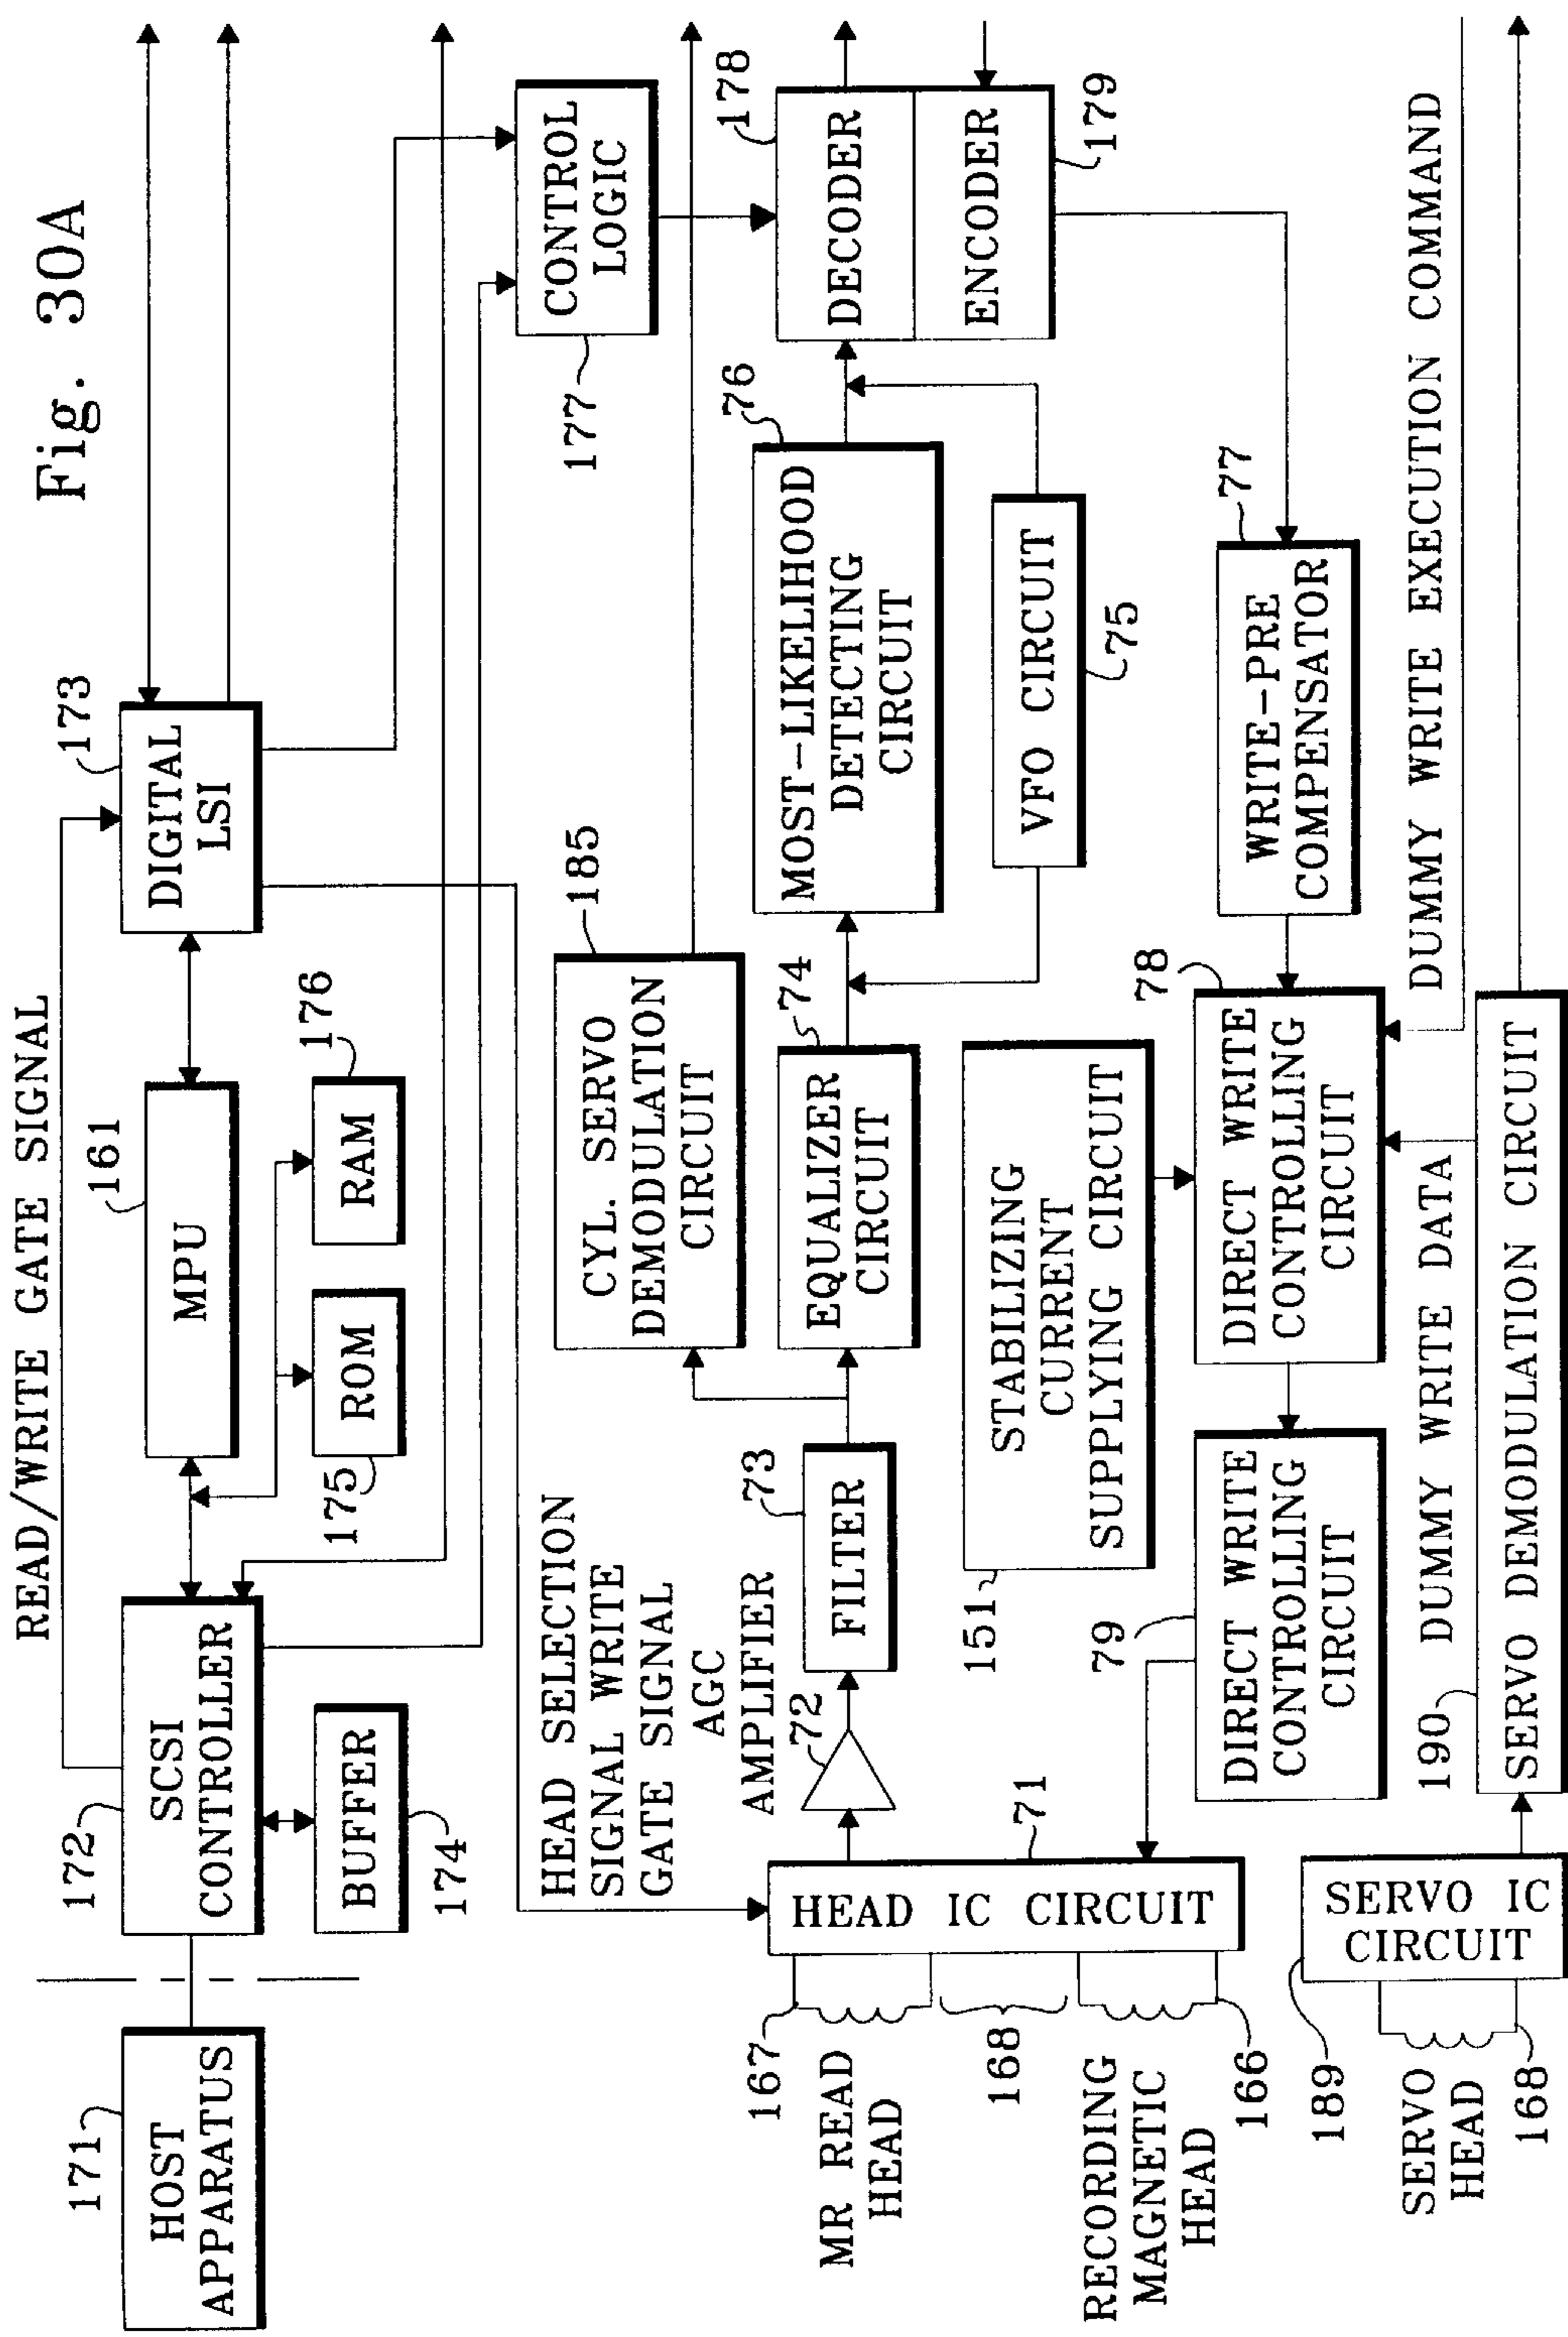 Fig. 30A
READ/WRITE GATE SIGNAL
171
HOST
APPARATUS
172
SCSI
CONTROLLER
BUFFER
174
161
MPU
ROM
175
RAM
176
173
DIGITAL
LSI
CONTROL
LOGIC
177
HEAD SELECTION
SIGNAL WRITE
GATE SIGNAL
AGC
AMPLIFIER
72
FILTER
73
CYL. SERVO
DEMODULATION
CIRCUIT
185
EQUALIZER
CIRCUIT
74
MOST-LIKELIHOOD
DETECTING
CIRCUIT
76
VFO CIRCUIT
75
DECODER
178
ENCODER
179
167
MR READ
HEAD
168
RECORDING
MAGNETIC
HEAD
166
HEAD IC CIRCUIT
71
STABILIZING
CURRENT
SUPPLYING CIRCUIT
151
79
DIRECT WRITE
CONTROLLING
CIRCUIT
78
DIRECT WRITE
CONTROLLING
CIRCUIT
77
WRITE-PRE
COMPENSATOR
DUMMY WRITE DATA
DUMMY WRITE EXECUTION COMMAND
189
SERVO
HEAD
168
SERVO IC
CIRCUIT
190
SERVO DEMODULATION CIRCUIT